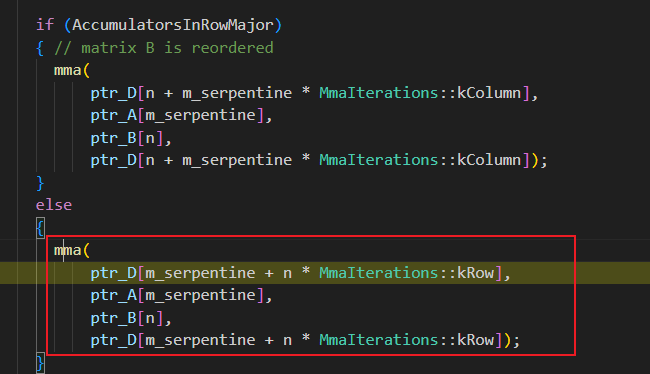 if (AccumulatorsInRowMajor)
{ // matrix B is reordered
mma(
ptr_D[n + m_serpentine * MmaIterations::kColumn],
ptr_A[m_serpentine],
ptr_B[n],
ptr_D[n + m_serpentine * MmaIterations::kColumn]);
}
else
{
mma(
ptr_D[m_serpentine + n * MmaIterations::kRow],
ptr_A[m_serpentine],
ptr_B[n],
ptr_D[m_serpentine + n * MmaIterations::kRow]);
}